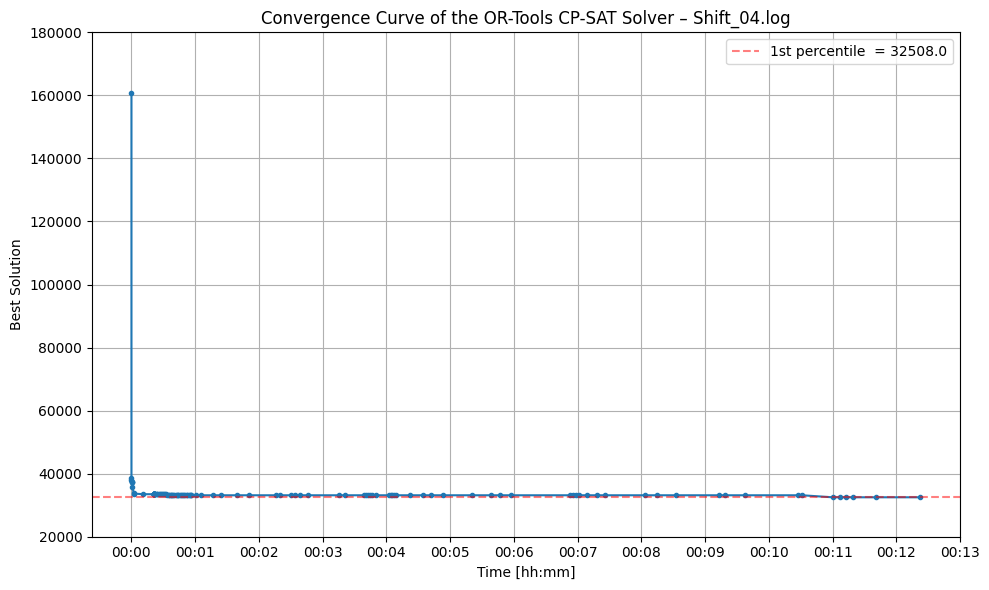 Convergence Curve of the OR-Tools CP-SAT Solver – Shift_04.log
1st percentile  = 32508.0
180000
160000
140000
120000
100000
80000
60000
40000
20000
Best Solution
00:00 00:01 00:02 00:03 00:04 00:05 00:06 00:07 00:08 00:09 00:10 00:11 00:12 00:13
Time [hh:mm]